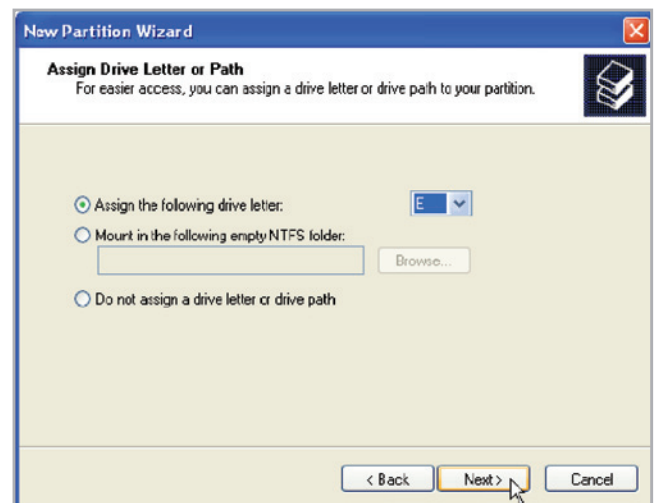 New Partition Wizard
Assign Drive Letter or Path
For easier access, you can assign a drive letter or drive path to your partition.
Assign the following drive letter:
E
Mount in the following empty NTFS folder:
Browse...
Do not assign a drive letter or drive path
< Back
Next >
Cancel